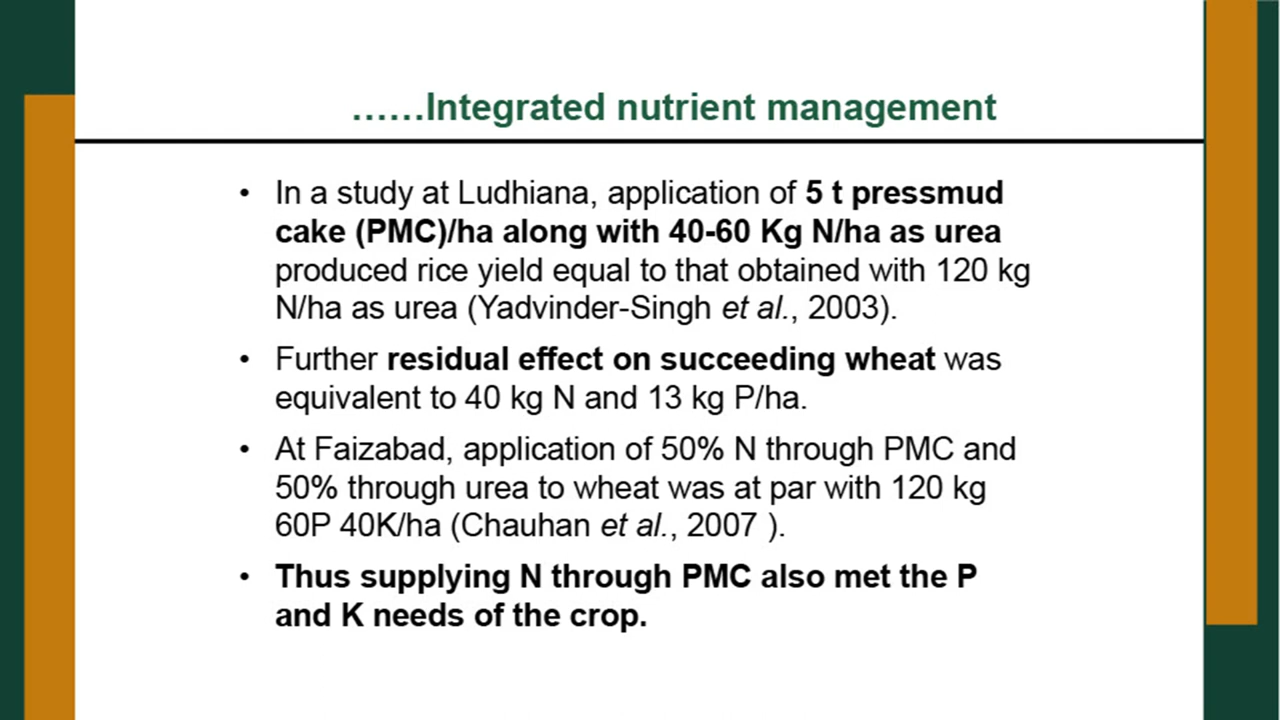 ......Integrated nutrient management
• In a study at Ludhiana, application of 5 t pressmud
cake (PMC)/ha along with 40-60 Kg N/ha as urea
produced rice yield equal to that obtained with 120 kg
N/ha as urea (Yadvinder-Singh et al., 2003).
• Further residual effect on succeeding wheat was
equivalent to 40 kg N and 13 kg P/ha.
• At Faizabad, application of 50% N through PMC and
50% through urea to wheat was at par with 120 kg
60P 40K/ha (Chauhan et al., 2007 ).
• Thus supplying N through PMC also met the P
and K needs of the crop.